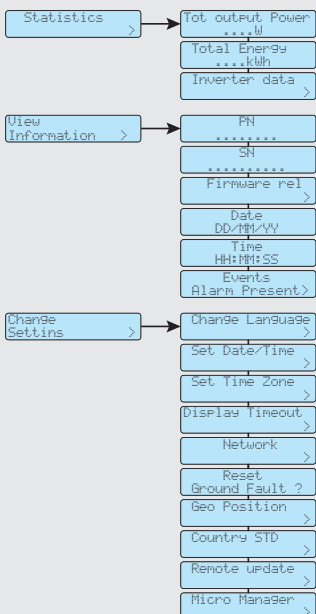 Statistics
>
Tot output Power
....W
Total Energy
....kWh
Inverter data
>
View
Information >
PN
........
SN
..........
Firmware rel
>
Date
DD/MM/YY
Time
HH:MM:SS
Events
Alarm Present>
Change
Settins >
Change Language
>
Set Date/Time
>
Set Time Zone
>
Display Timeout
>
Network
>
Reset
Ground Fault ?
Geo Position
>
Country STD
>
Remote update
>
Micro Manager
>